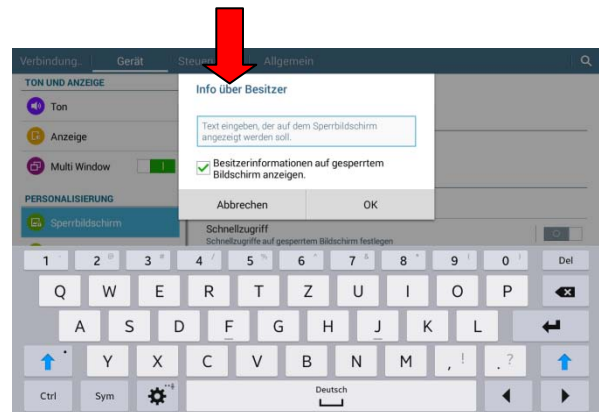 Verbindung.. Gerät Steuer Allgemein
TON UND ANZEIGE
Ton
Anzeige
Multi Window
PERSONALISIERUNG
Sperrbildschirm
Info über Besitzer
Text eingeben, der auf dem Sperrbildschirm
angezeigt werden soll.
Besitzerinformationen auf gesperrtem
Bildschirm anzeigen.
Abbrechen OK
Schnellzugriff
Schnellzugriffe auf gesperrtem Bildschirm festlegen
1 2 @ 3 # 4 / 5 % 6 ^ 7 & 8 * 9 ( 0 ) Del
Q W E R T Z U I O P
A S D F G H J K L
Y X C V B N M , ! . ?
Ctrl Sym Deutsch